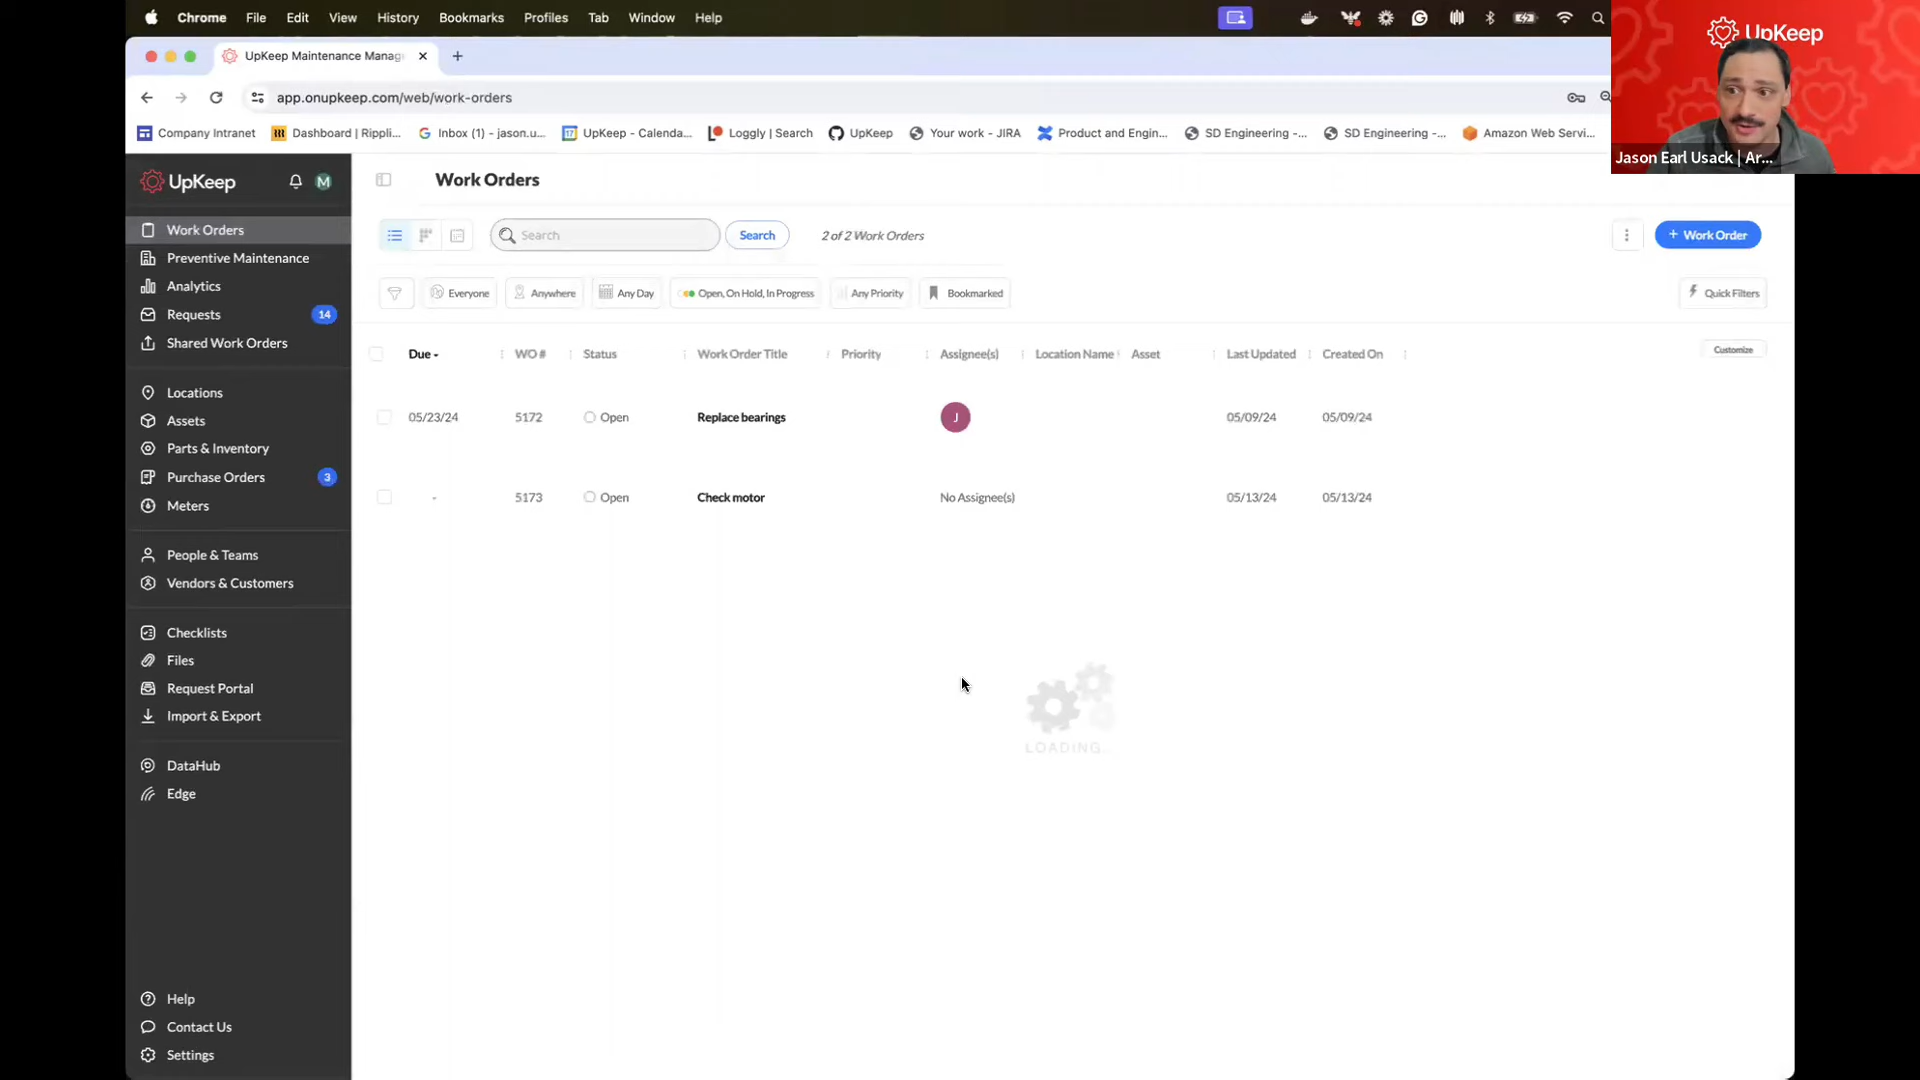 Chrome File Edit View History Bookmarks Profiles Tab Window Help
UpKeep Maintenance Manag
app.onupkeep.com/web/work-orders
Company Intranet Dashboard | Rippli... Inbox (1) - jason.u... UpKeep - Calenda... Loggly | Search UpKeep Your work - JIRA Product and Engin... SD Engineering -... SD Engineering -... Amazon Web Servi...
UpKeep
Jason Earl Usack | Ar...
UpKeep M
Work Orders
Preventive Maintenance
Analytics
Requests 14
Shared Work Orders
Locations
Assets
Parts & Inventory
Purchase Orders 3
Meters
People & Teams
Vendors & Customers
Checklists
Files
Request Portal
Import & Export
DataHub
Edge
Help
Contact Us
Settings
Work Orders
Search Search 2 of 2 Work Orders + Work Order
Everyone Anywhere Any Day Open, On Hold, In Progress Any Priority Bookmarked Quick Filters
Due WO # Status Work Order Title Priority Assignee(s) Location Name Asset Last Updated Created On Customize
05/23/24 5172 Open Replace bearings J 05/09/24 05/09/24
- 5173 Open Check motor No Assignee(s) 05/13/24 05/13/24
LOADING...